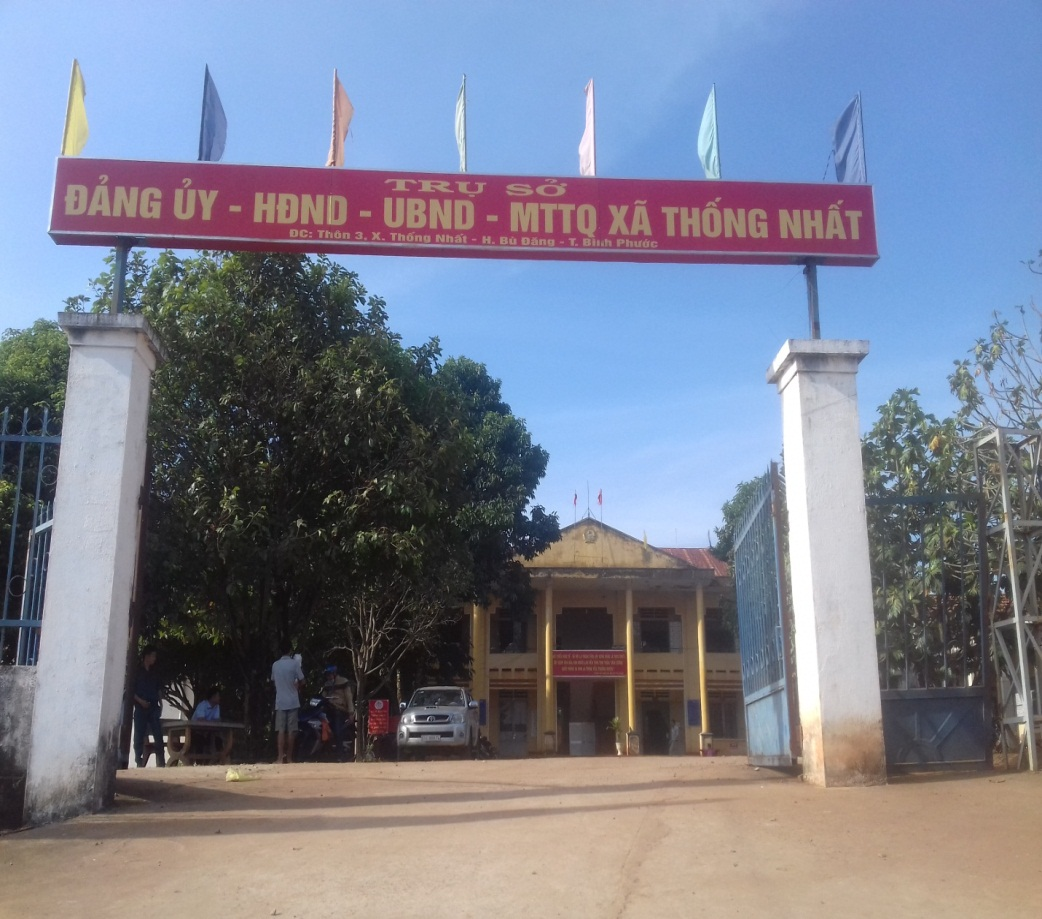 TRỤ SỞ
ĐẢNG ỦY - HĐND - UBND - MTTQ XÃ THỐNG NHẤT
ĐC: Thôn 3, X. Thống Nhất - H. Bù Đăng - T. Bình Phước